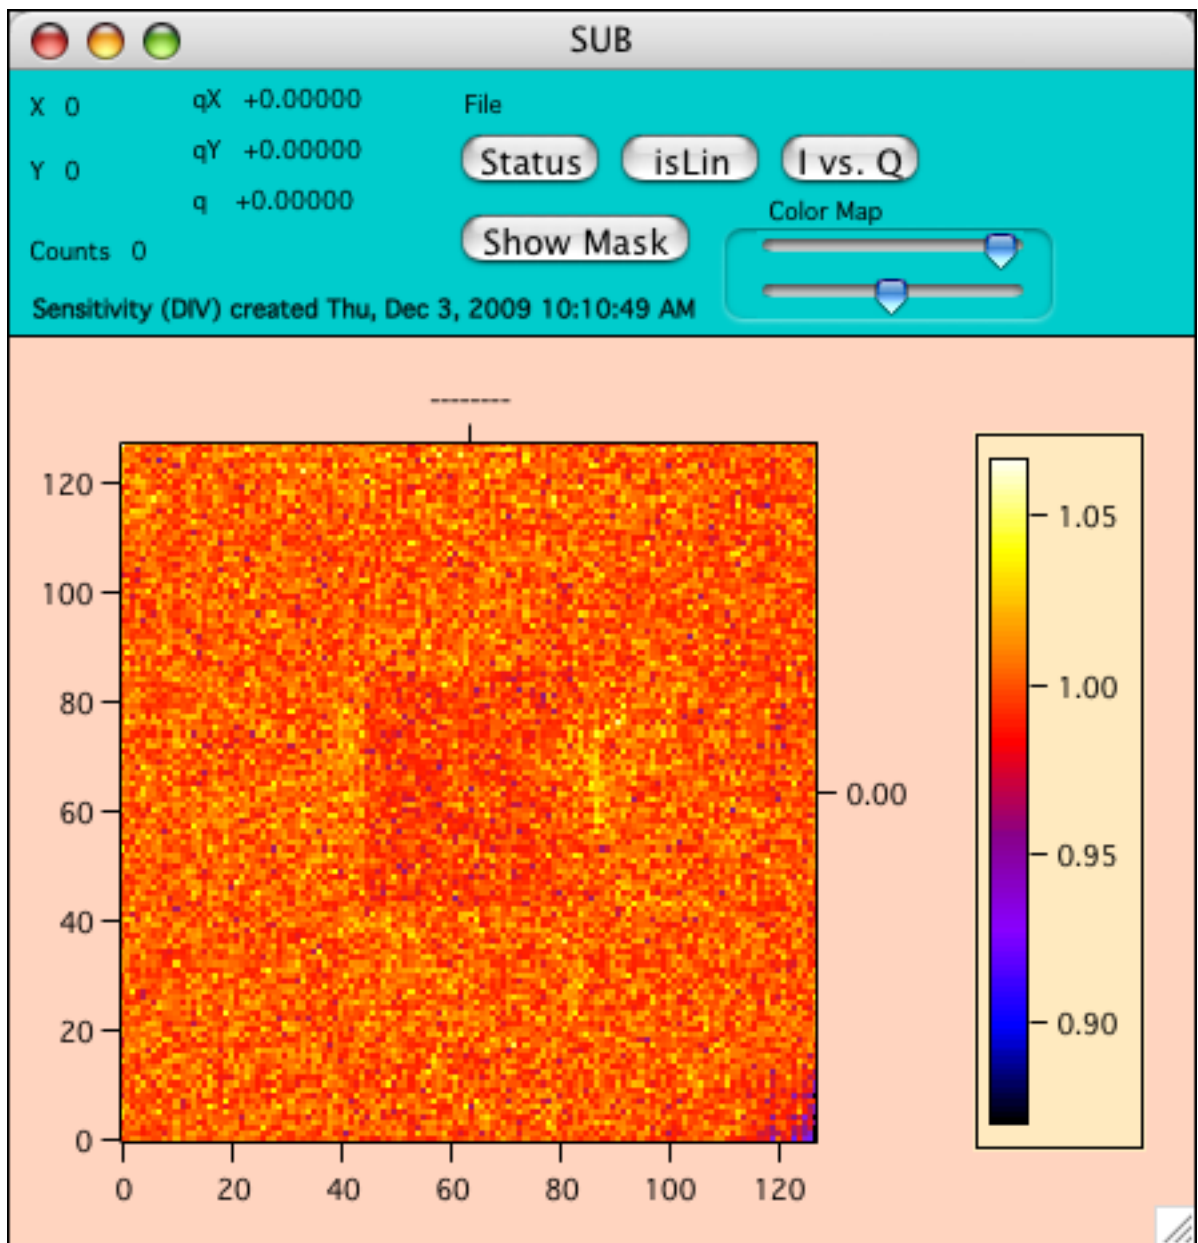 SUB
X 0
qX +0.00000
File
Y 0
qY +0.00000
Status
isLin
I vs. Q
q +0.00000
Color Map
Counts 0
Show Mask
Sensitivity (DIV) created Thu, Dec 3, 2009 10:10:49 AM
--------
120
100
80
60
40
20
0
0 20 40 60 80 100 120
0.00
1.05
1.00
0.95
0.90